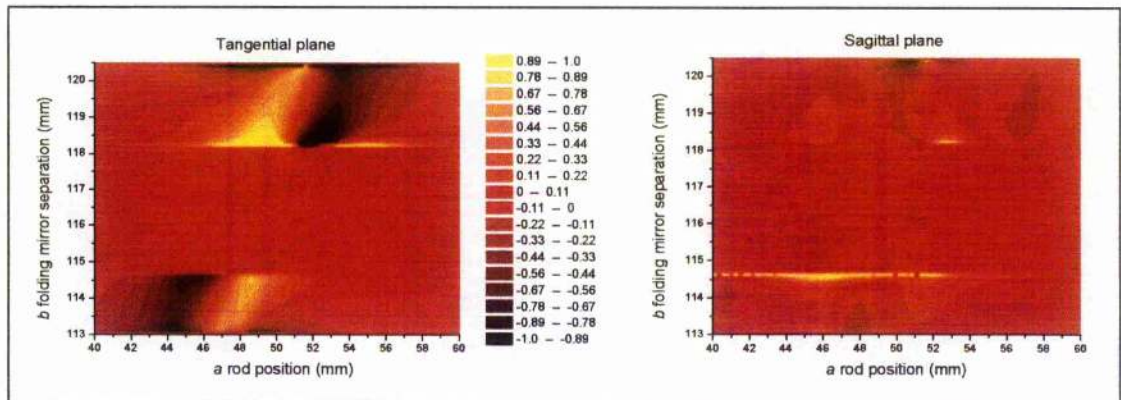 Tangential plane
b folding mirror separation (mm)
120
119
118
117
116
115
114
113
40 42 44 46 48 50 52 54 56 58 60
a rod position (mm)
0.89 – 1.0
0.78 – 0.89
0.67 – 0.78
0.56 – 0.67
0.44 – 0.56
0.33 – 0.44
0.22 – 0.33
0.11 – 0.22
0 – 0.11
-0.11 – 0
-0.22 – -0.11
-0.33 – -0.22
-0.44 – -0.33
-0.56 – -0.44
-0.67 – -0.56
-0.78 – -0.67
-0.89 – -0.78
-1.0 – -0.89
Sagittal plane
b folding mirror separation (mm)
120
119
118
117
116
115
114
113
40 42 44 46 48 50 52 54 56 58 60
a rod position (mm)